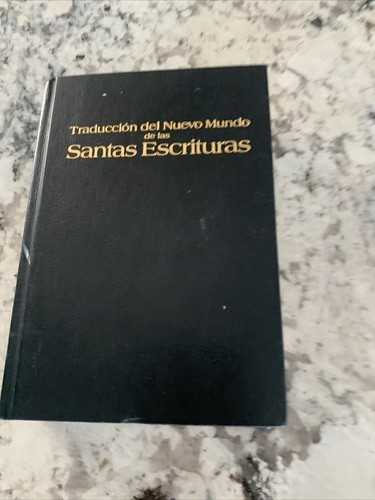 Traducción del Nuevo Mundo
de las
Santas Escrituras